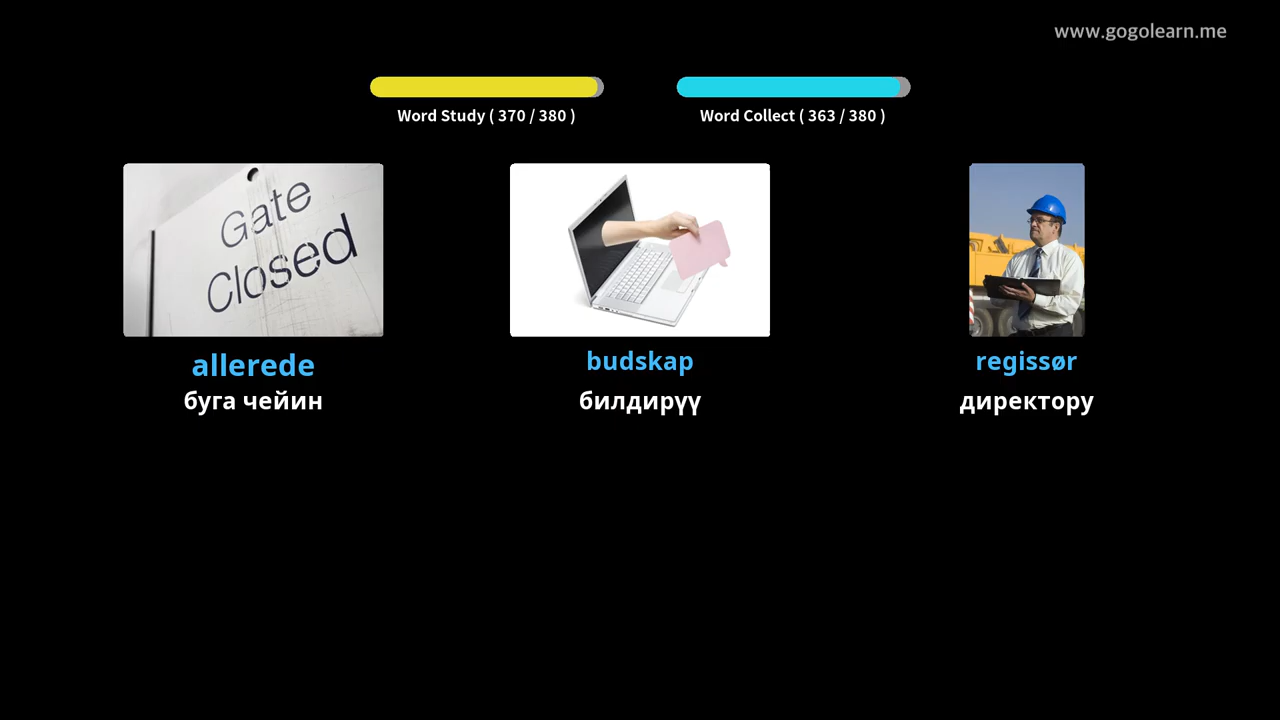 www.gogolearn.me
Word Study ( 370 / 380 )
Word Collect ( 363 / 380 )
Gate
Closed
allerede
budskap
regissør
буга чейин
билдирүү
директору